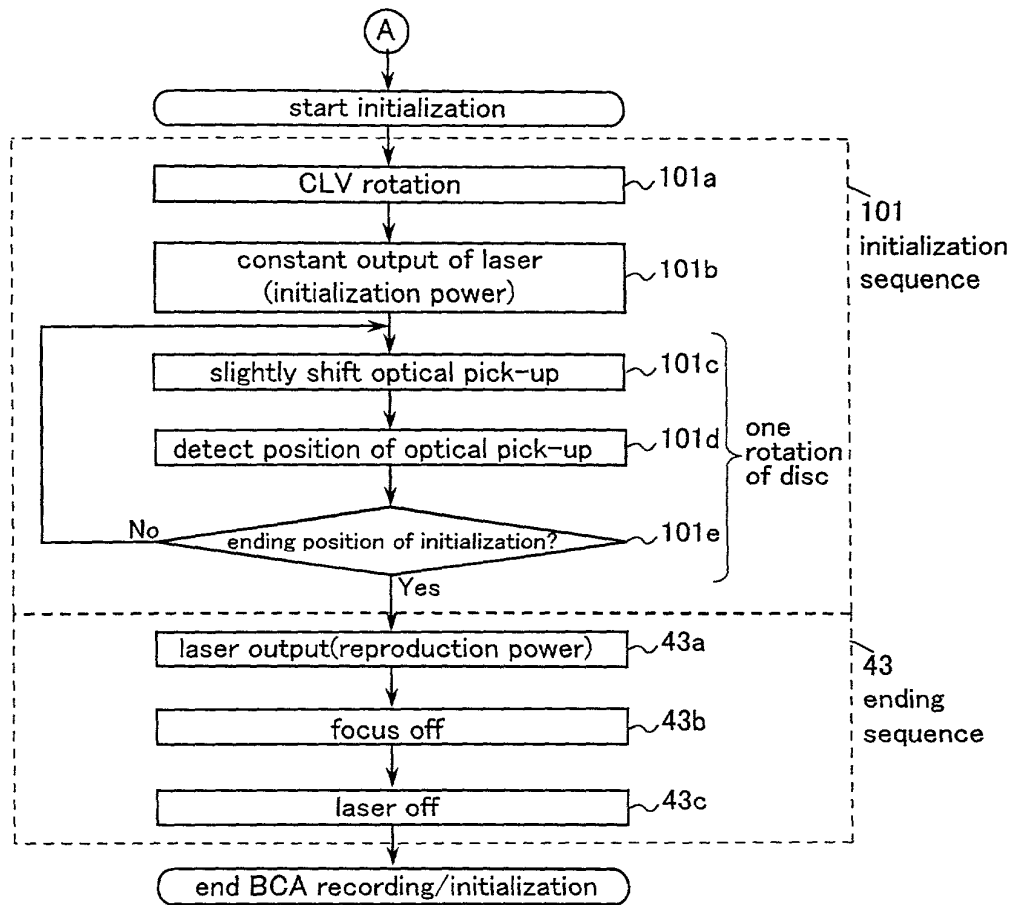 A
start initialization
CLV rotation
101a
constant output of laser
(initialization power)
101b
101
initialization
sequence
slightly shift optical pick-up
101c
detect position of optical pick-up
101d
one
rotation
of disc
No
ending position of initialization?
101e
Yes
laser output(reproduction power)
43a
43
ending
sequence
focus off
43b
laser off
43c
end BCA recording/initialization